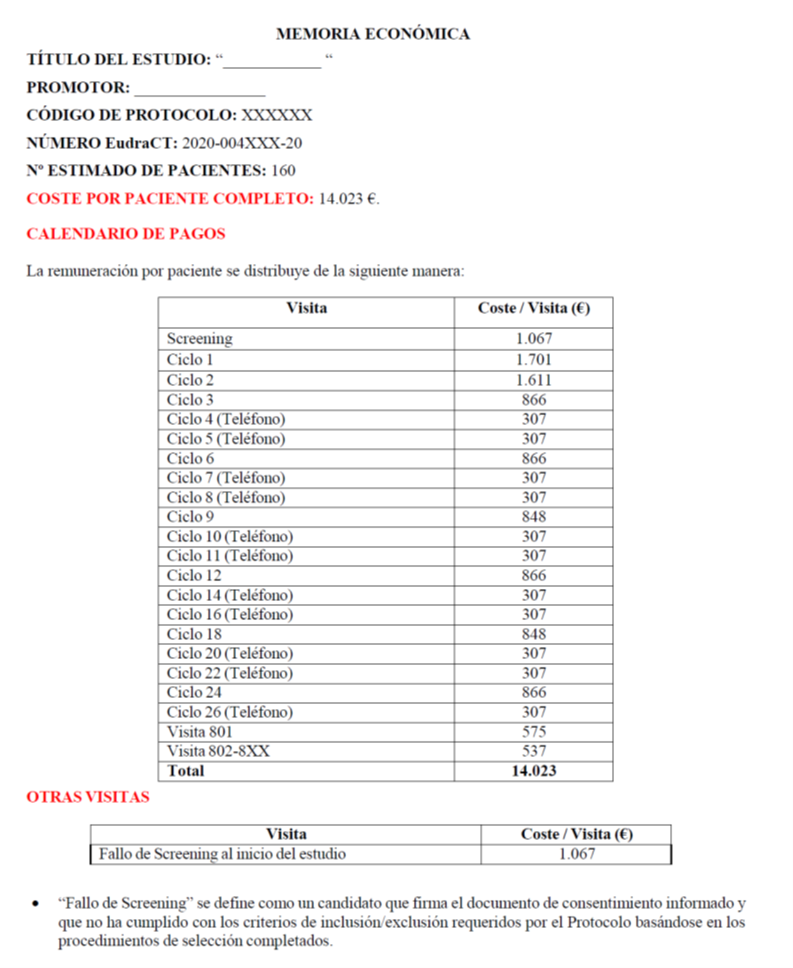 MEMORIA ECONÓMICA
TÍTULO DEL ESTUDIO: “____________ “
PROMOTOR: ________________
CÓDIGO DE PROTOCOLO: XXXXXX
NÚMERO EudraCT: 2020-004XXX-20
Nº ESTIMADO DE PACIENTES: 160
COSTE POR PACIENTE COMPLETO: 14.023 €.
CALENDARIO DE PAGOS
La remuneración por paciente se distribuye de la siguiente manera:
Visita Coste / Visita (€)
Screening 1.067
Ciclo 1 1.701
Ciclo 2 1.611
Ciclo 3 866
Ciclo 4 (Teléfono) 307
Ciclo 5 (Teléfono) 307
Ciclo 6 866
Ciclo 7 (Teléfono) 307
Ciclo 8 (Teléfono) 307
Ciclo 9 848
Ciclo 10 (Teléfono) 307
Ciclo 11 (Teléfono) 307
Ciclo 12 866
Ciclo 14 (Teléfono) 307
Ciclo 16 (Teléfono) 307
Ciclo 18 848
Ciclo 20 (Teléfono) 307
Ciclo 22 (Teléfono) 307
Ciclo 24 866
Ciclo 26 (Teléfono) 307
Visita 801 575
Visita 802-8XX 537
Total 14.023
OTRAS VISITAS
Visita Coste / Visita (€)
Fallo de Screening al inicio del estudio 1.067
• “Fallo de Screening” se define como un candidato que firma el documento de consentimiento informado y
que no ha cumplido con los criterios de inclusión/exclusión requeridos por el Protocolo basándose en los
procedimientos de selección completados.